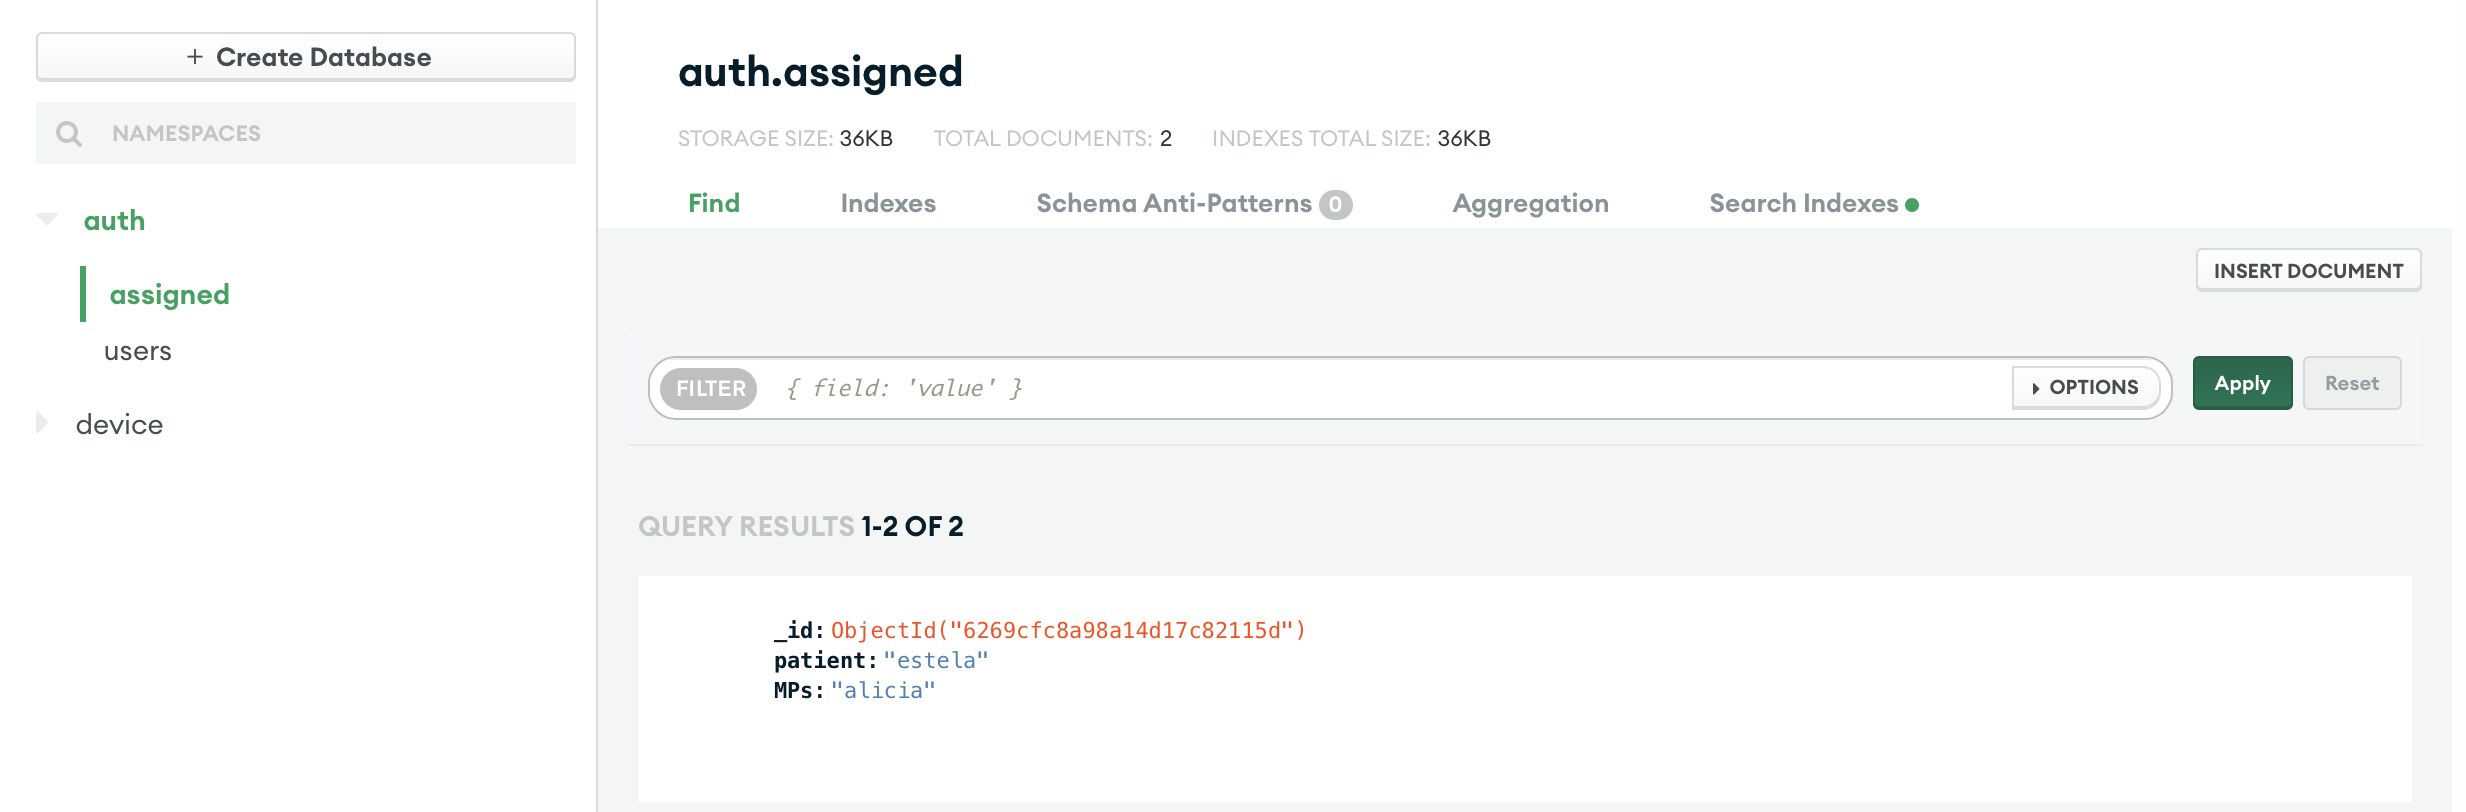 + Create Database
NAMESPACES
auth
assigned
users
device
auth.assigned
STORAGE SIZE: 36KB TOTAL DOCUMENTS: 2 INDEXES TOTAL SIZE: 36KB
Find Indexes Schema Anti-Patterns 0 Aggregation Search Indexes
INSERT DOCUMENT
FILTER { field: 'value' } OPTIONS Apply Reset
QUERY RESULTS 1-2 OF 2
_id: ObjectId("6269cfc8a98a14d17c82115d")
patient: "estela"
MPs: "alicia"